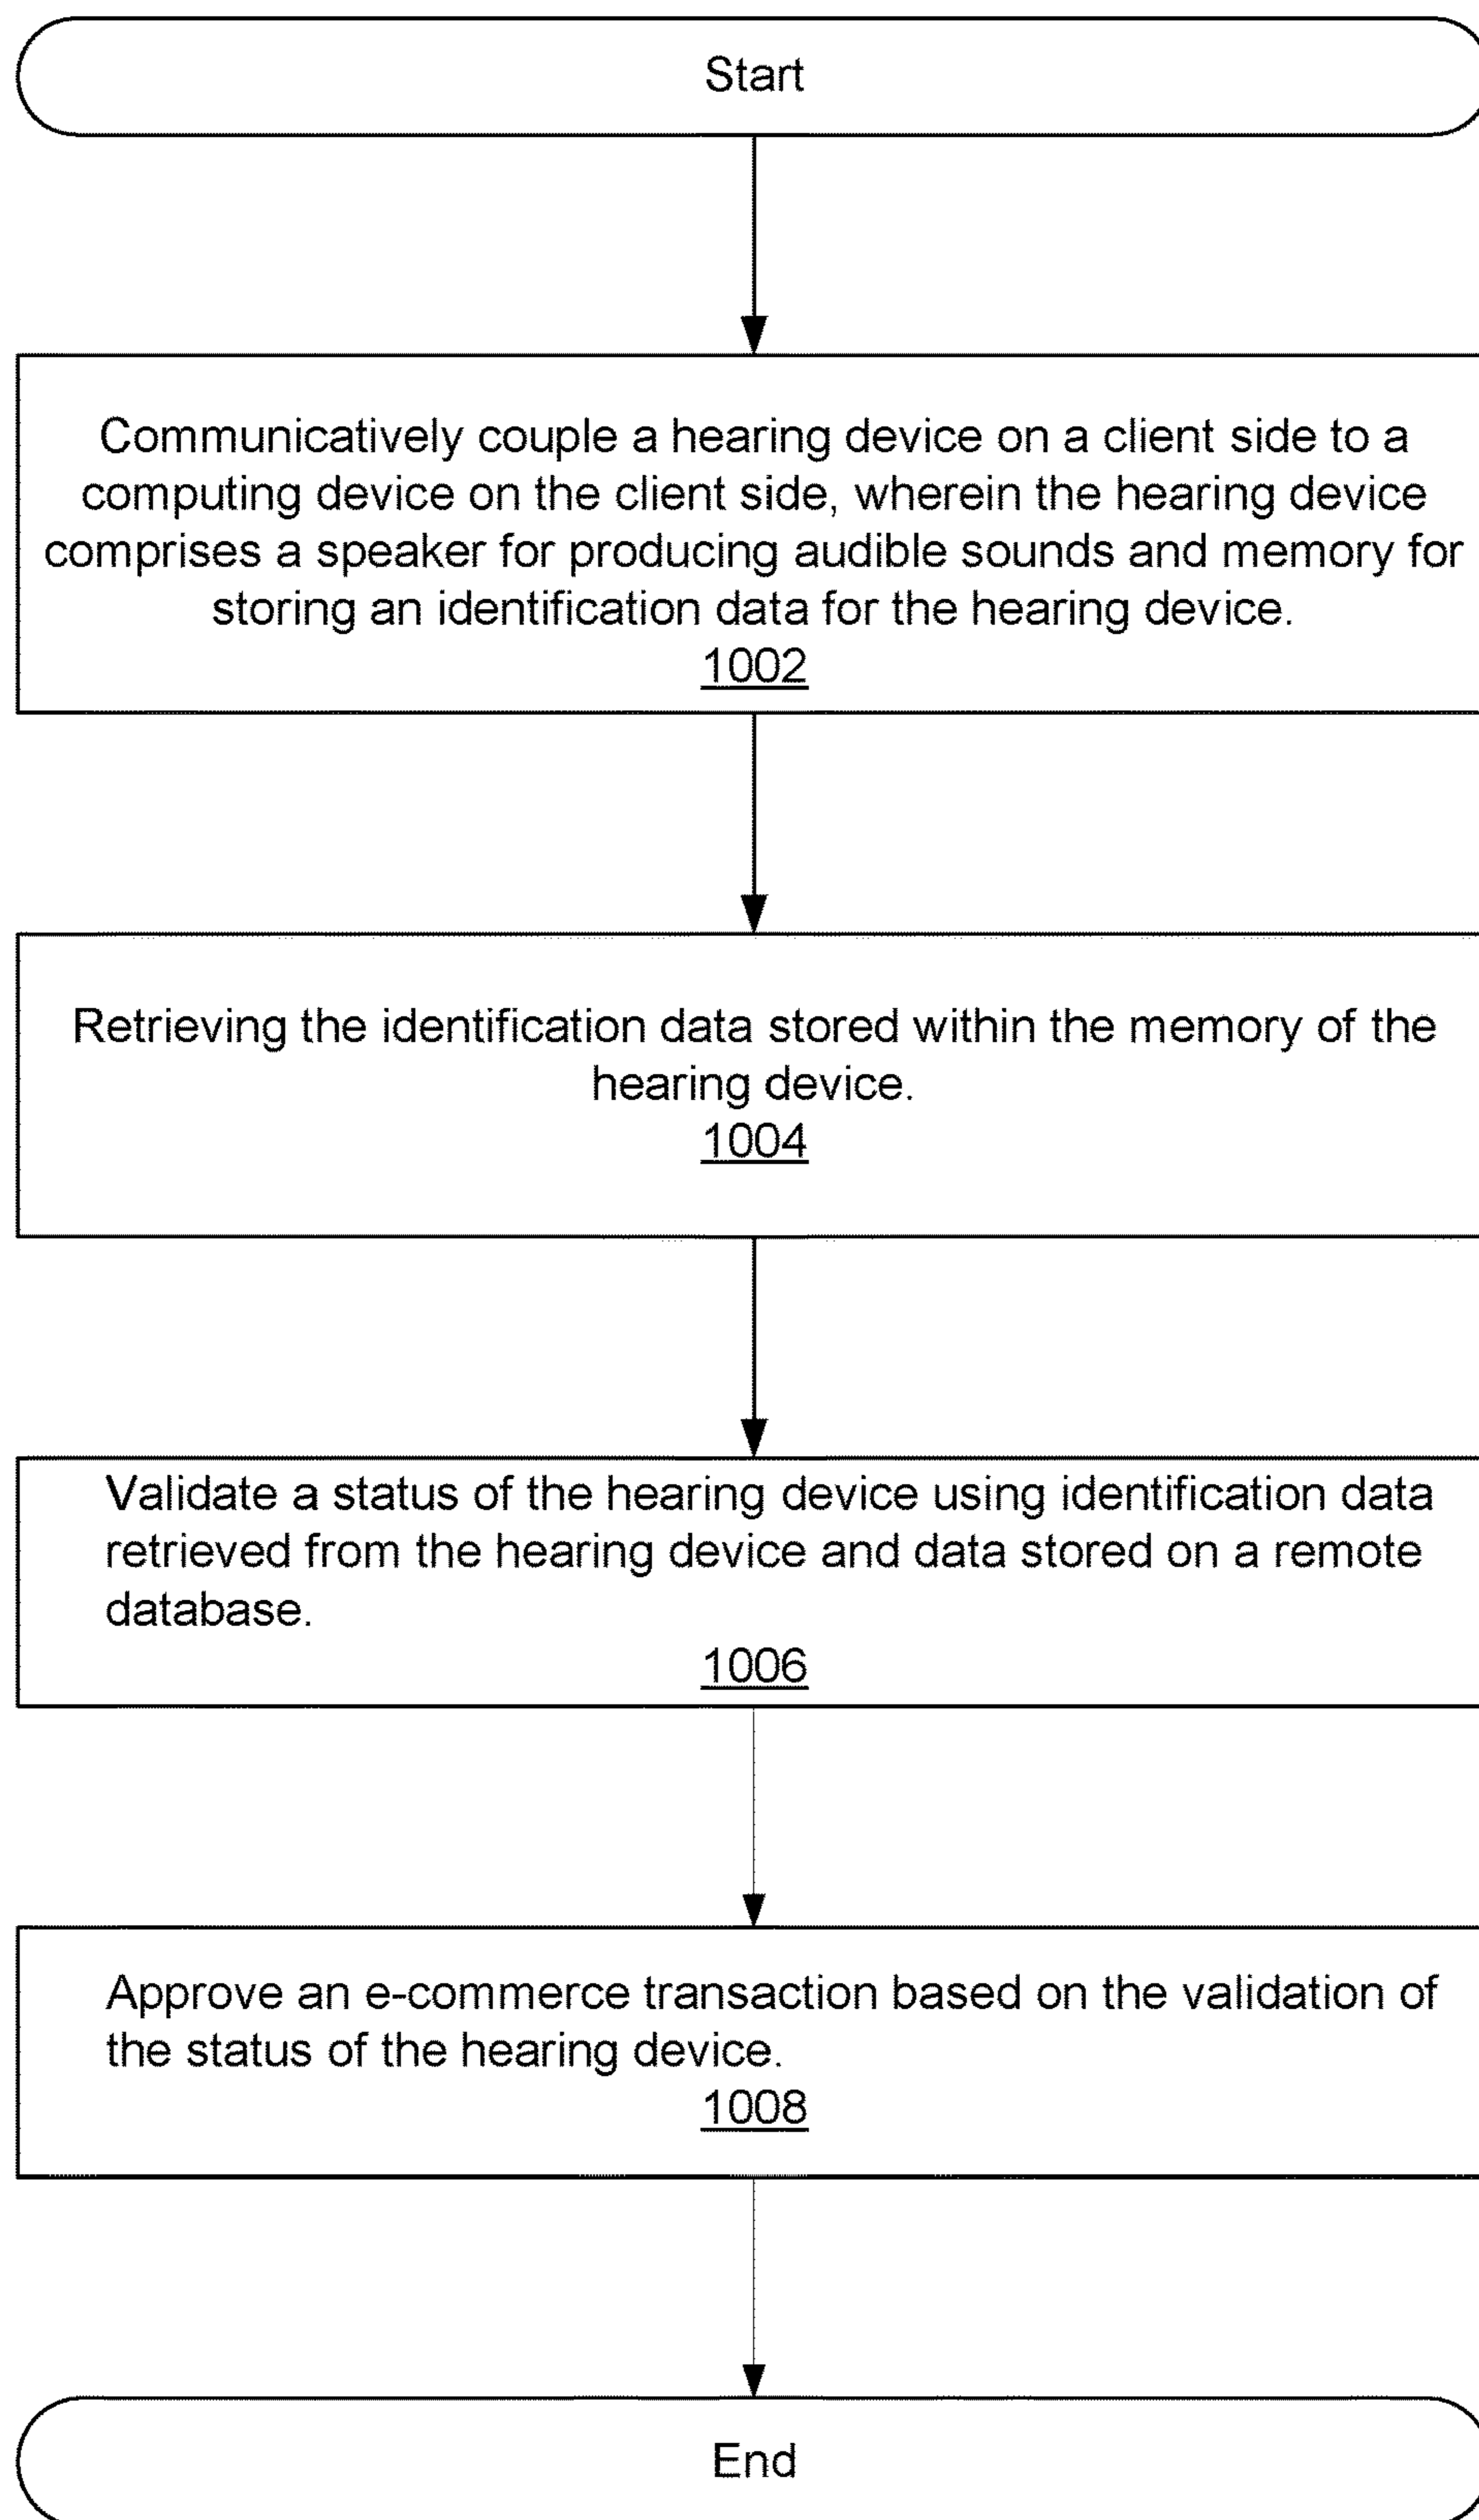 Start
Communicatively couple a hearing device on a client side to a
computing device on the client side, wherein the hearing device
comprises a speaker for producing audible sounds and memory for
storing an identification data for the hearing device.
1002
Retrieving the identification data stored within the memory of the
hearing device.
1004
Validate a status of the hearing device using identification data
retrieved from the hearing device and data stored on a remote
database.
1006
Approve an e-commerce transaction based on the validation of
the status of the hearing device.
1008
End